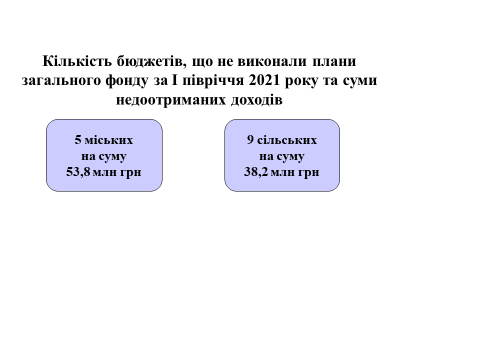 Кількість бюджетів, що не виконали плани
загального фонду за І півріччя 2021 року та суми
недоотриманих доходів
5 міських
на суму
53,8 млн грн
9 сільських
на суму
38,2 млн грн